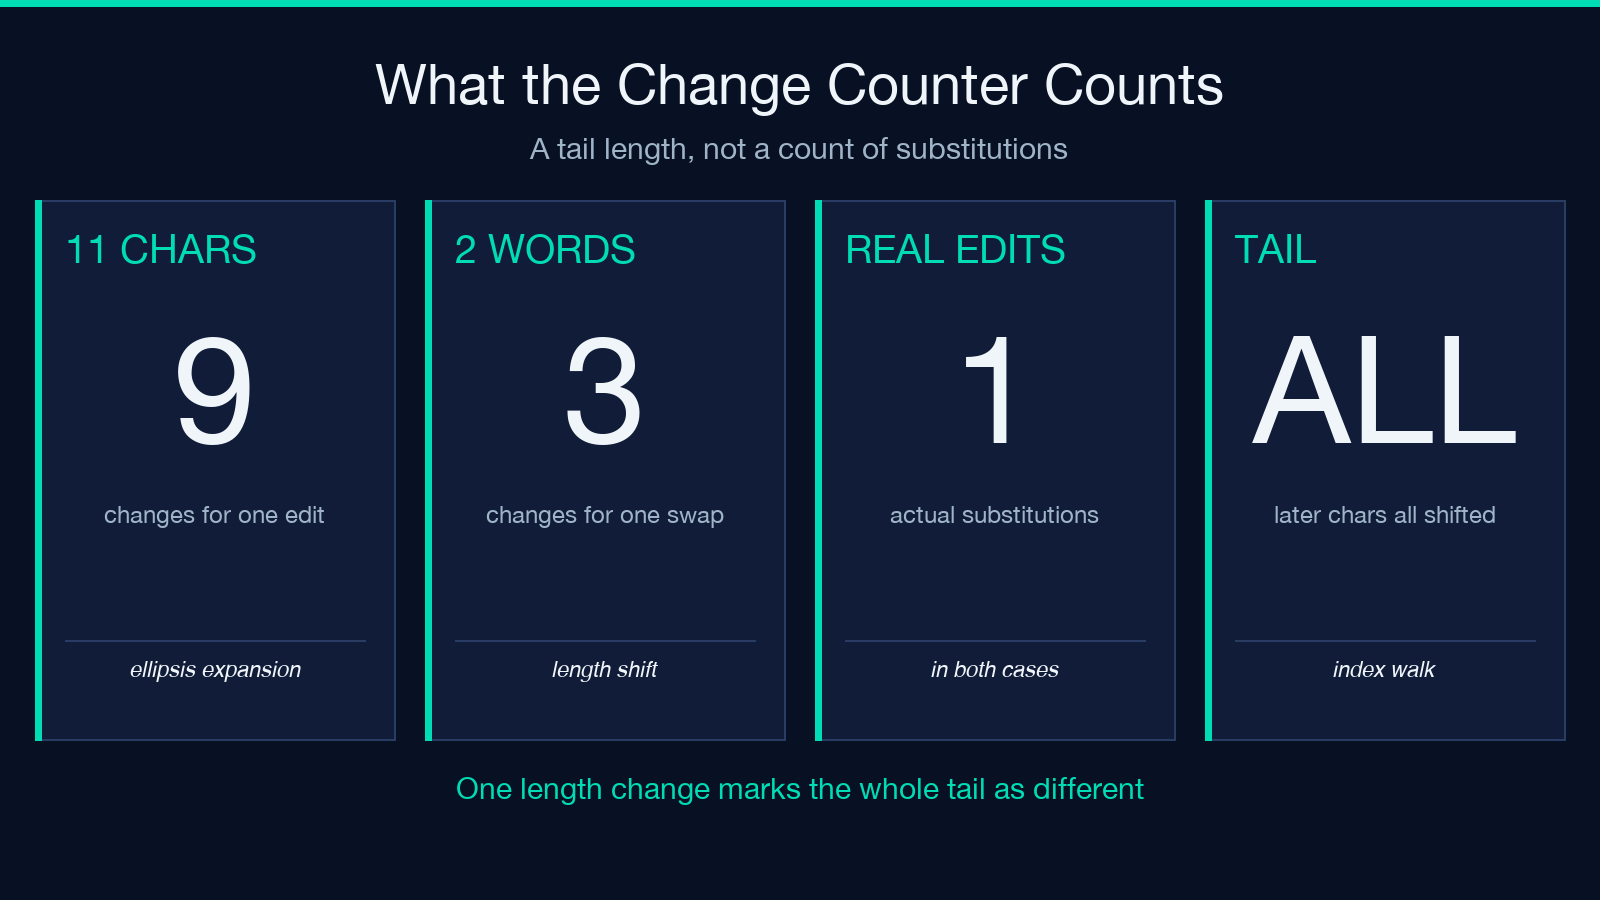 What the Change Counter Counts
A tail length, not a count of substitutions
11 CHARS
9
changes for one edit
ellipsis expansion
2 WORDS
3
changes for one swap
length shift
REAL EDITS
1
actual substitutions
in both cases
TAIL
ALL
later chars all shifted
index walk
One length change marks the whole tail as different